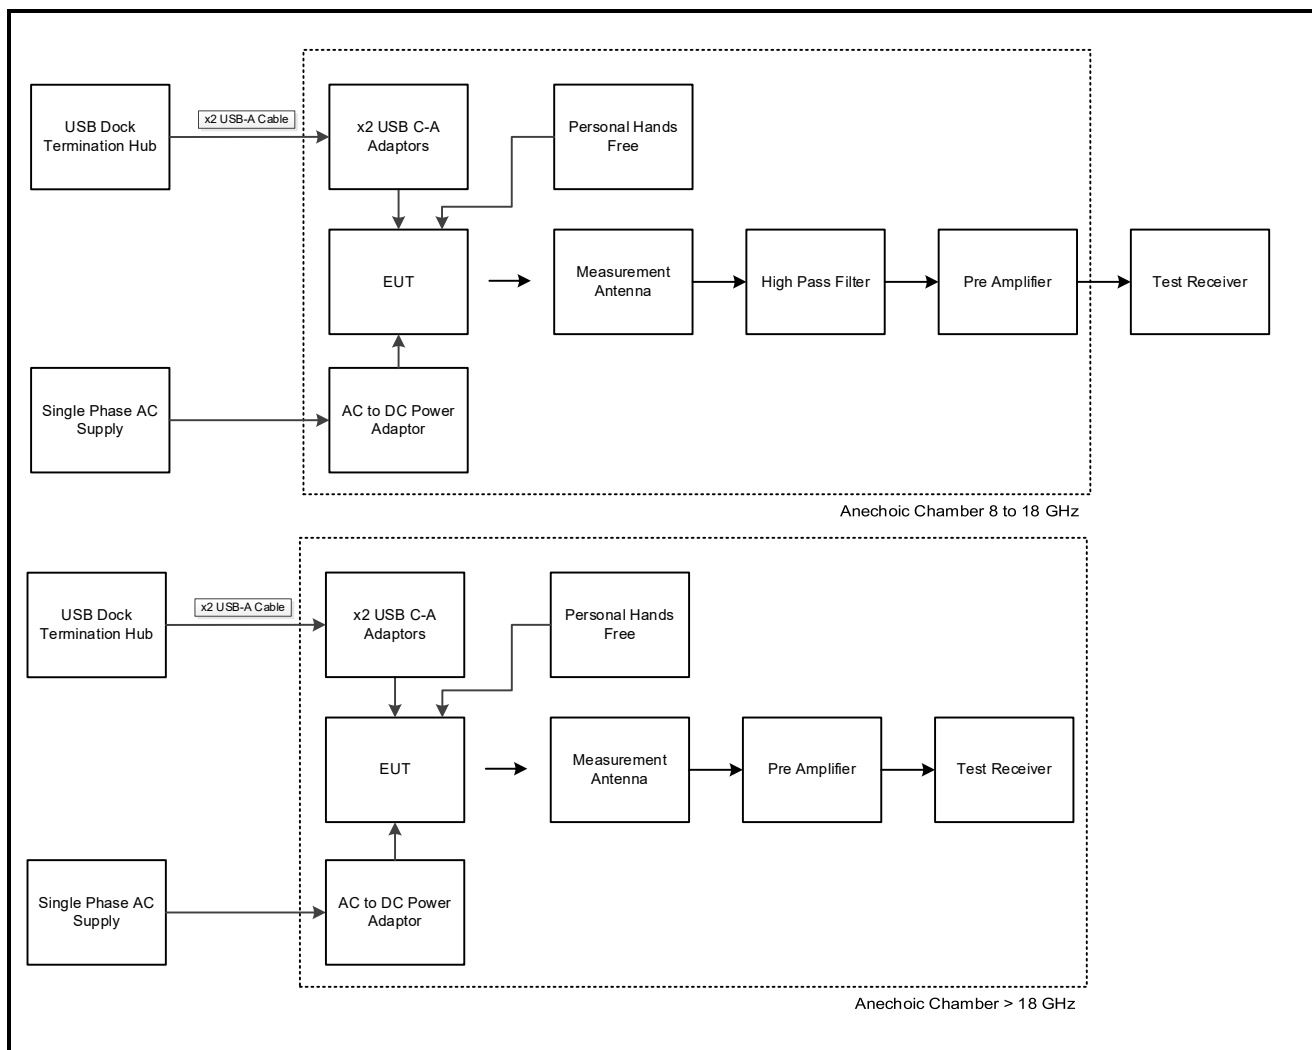 USB Dock
Termination Hub
x2 USB-A Cable
x2 USB C-A
Adaptors
Personal Hands
Free
EUT
Measurement
Antenna
High Pass Filter
Pre Amplifier
Test Receiver
Single Phase AC
Supply
AC to DC Power
Adaptor
Anechoic Chamber 8 to 18 GHz
USB Dock
Termination Hub
x2 USB-A Cable
x2 USB C-A
Adaptors
Personal Hands
Free
EUT
Measurement
Antenna
Pre Amplifier
Test Receiver
Single Phase AC
Supply
AC to DC Power
Adaptor
Anechoic Chamber > 18 GHz